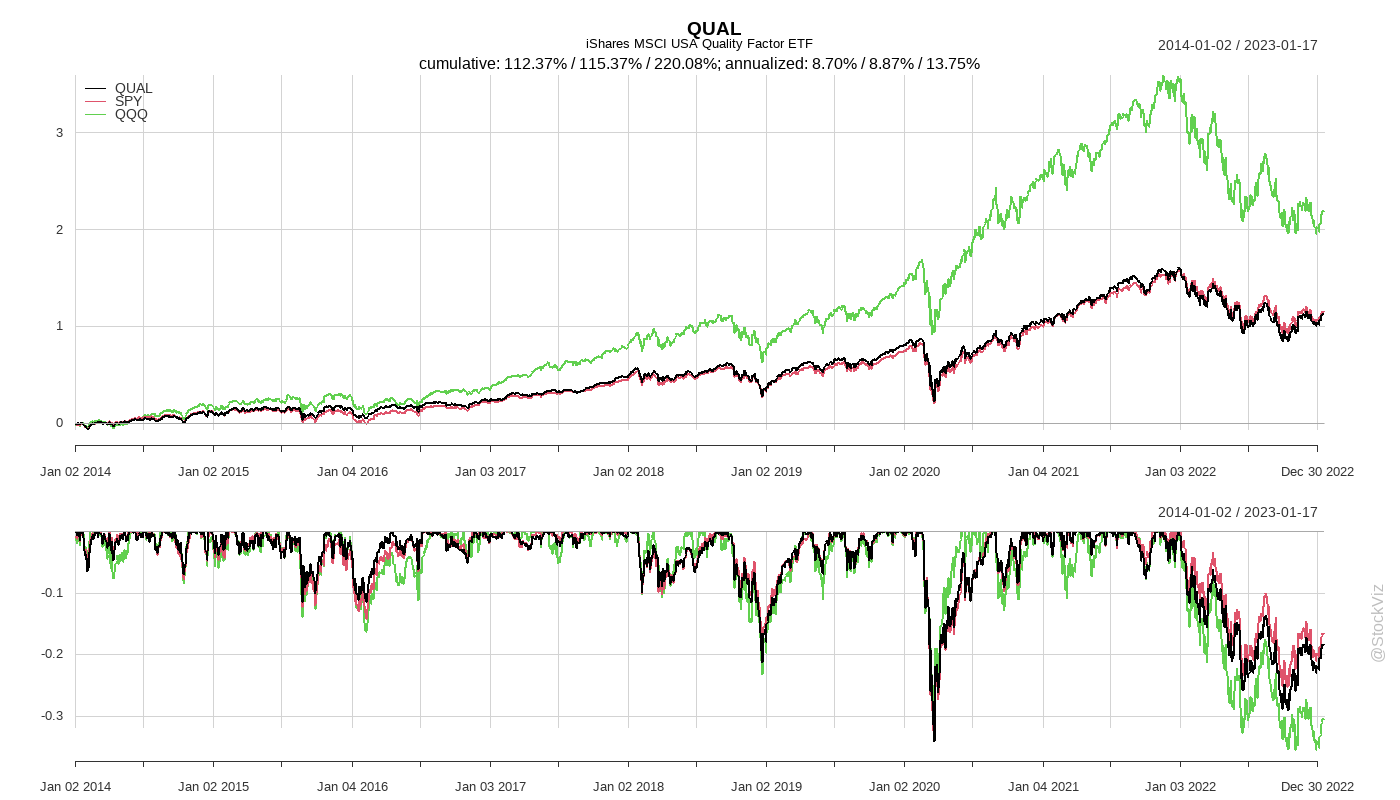 QUAL
iShares MSCI USA Quality Factor ETF
2014-01-02 / 2023-01-17
cumulative: 112.37% / 115.37% / 220.08%; annualized: 8.70% / 8.87% / 13.75%
QUAL
SPY
QQQ
3
2
1
0
Jan 02 2014 Jan 02 2015 Jan 04 2016 Jan 03 2017 Jan 02 2018 Jan 02 2019 Jan 02 2020 Jan 04 2021 Jan 03 2022 Dec 30 2022
2014-01-02 / 2023-01-17
-0.1
-0.2
-0.3
Jan 02 2014 Jan 02 2015 Jan 04 2016 Jan 03 2017 Jan 02 2018 Jan 02 2019 Jan 02 2020 Jan 04 2021 Jan 03 2022 Dec 30 2022
@StockViz